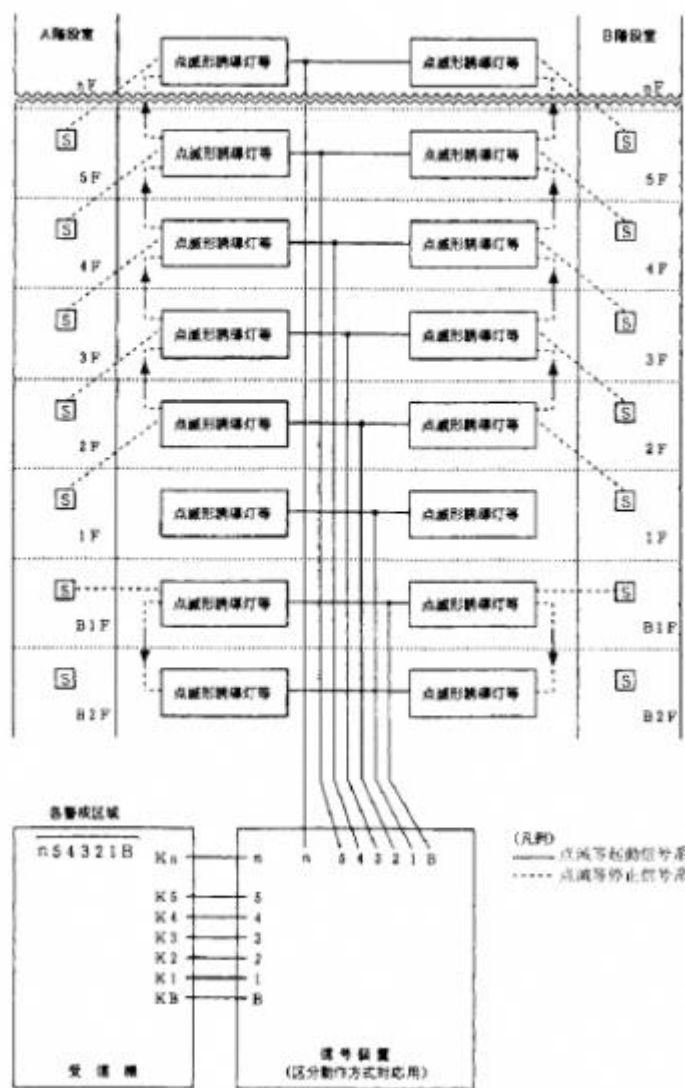 A階段室 B階段室
点滅形誘導灯等 点滅形誘導灯等
nF nF
S 点滅形誘導灯等 点滅形誘導灯等 S
5F 5F
S 点滅形誘導灯等 点滅形誘導灯等 S
4F 4F
S 点滅形誘導灯等 点滅形誘導灯等 S
3F 3F
S 点滅形誘導灯等 点滅形誘導灯等 S
2F 2F
S 点滅形誘導灯等 点滅形誘導灯等 S
1F 1F
S 点滅形誘導灯等 点滅形誘導灯等 S
B1F B1F
S 点滅形誘導灯等 点滅形誘導灯等 S
B2F B2F
各警戒区域
n54321B
Kn n n 5 4 3 2 1 B
K5 5
K4 4
K3 3
K2 2
K1 1
KB B
(凡例)
点滅等起動信号系
点滅等停止信号系
受信機
信号装置
(区分動作方式対応用)